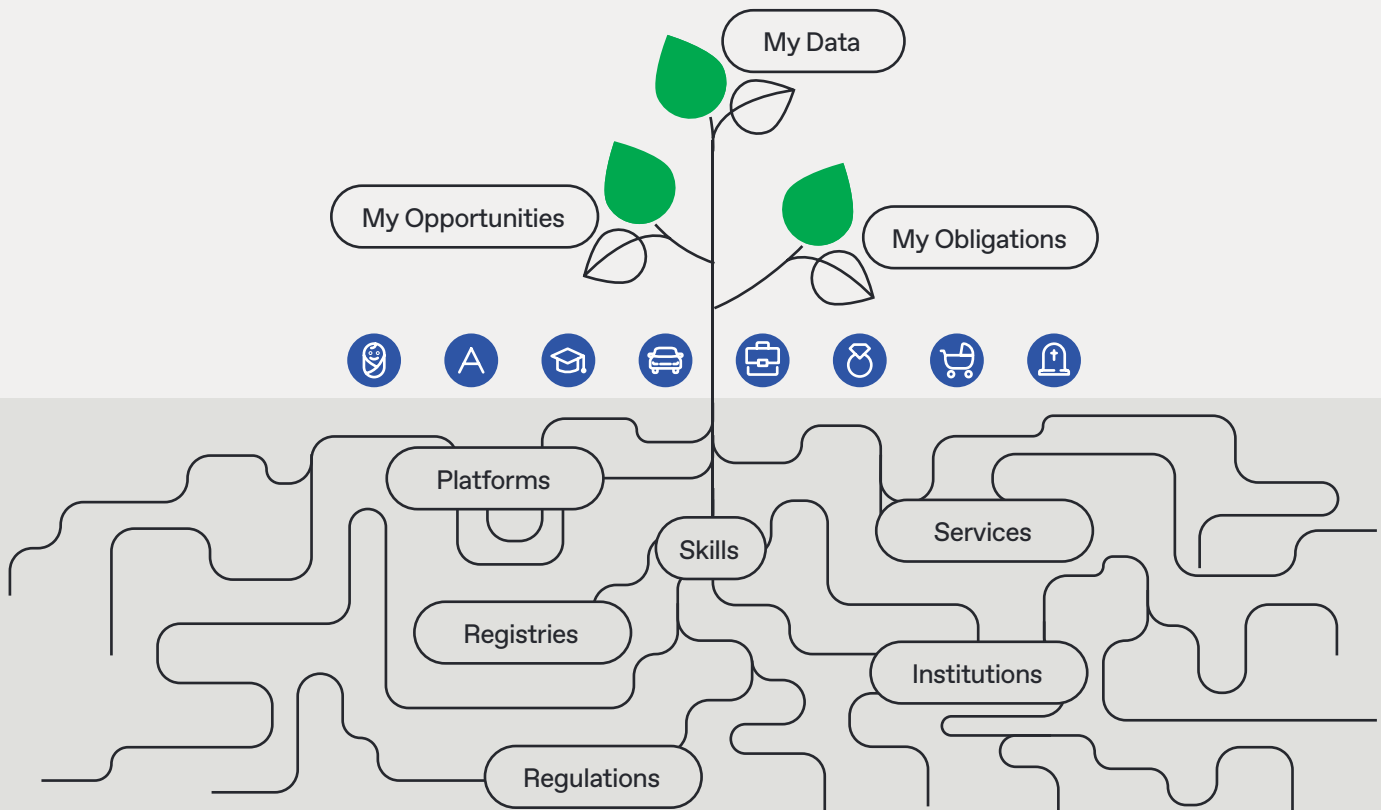 My Data
My Opportunities
My Obligations
Platforms
Services
Skills
Registries
Institutions
Regulations